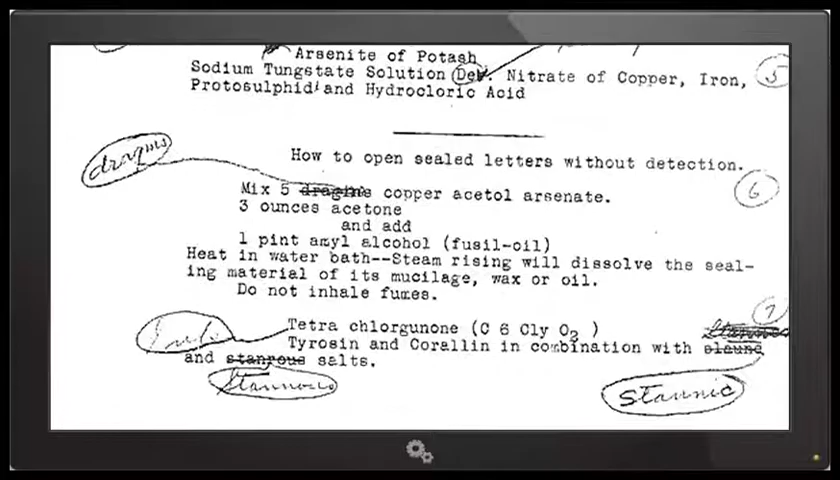 Arsenite of Potash
Sodium Tungstate Solution Det. Nitrate of Copper, Iron, 5
Protosulphid and Hydrocloric Acid
How to open sealed letters without detection.
drams
6
Mix 5 dragins copper acetol arsenate.
3 ounces acetone
and add
1 pint amyl alcohol (fusil-oil)
Heat in water bath--Steam rising will dissolve the seal-
ing material of its mucilage, wax or oil.
Do not inhale fumes.
7
Tetra chlorgunone (C 6 Cly O2 )
Tyrosin and Corallin in combination with
and stanrous salts.
Stannous
Stannic